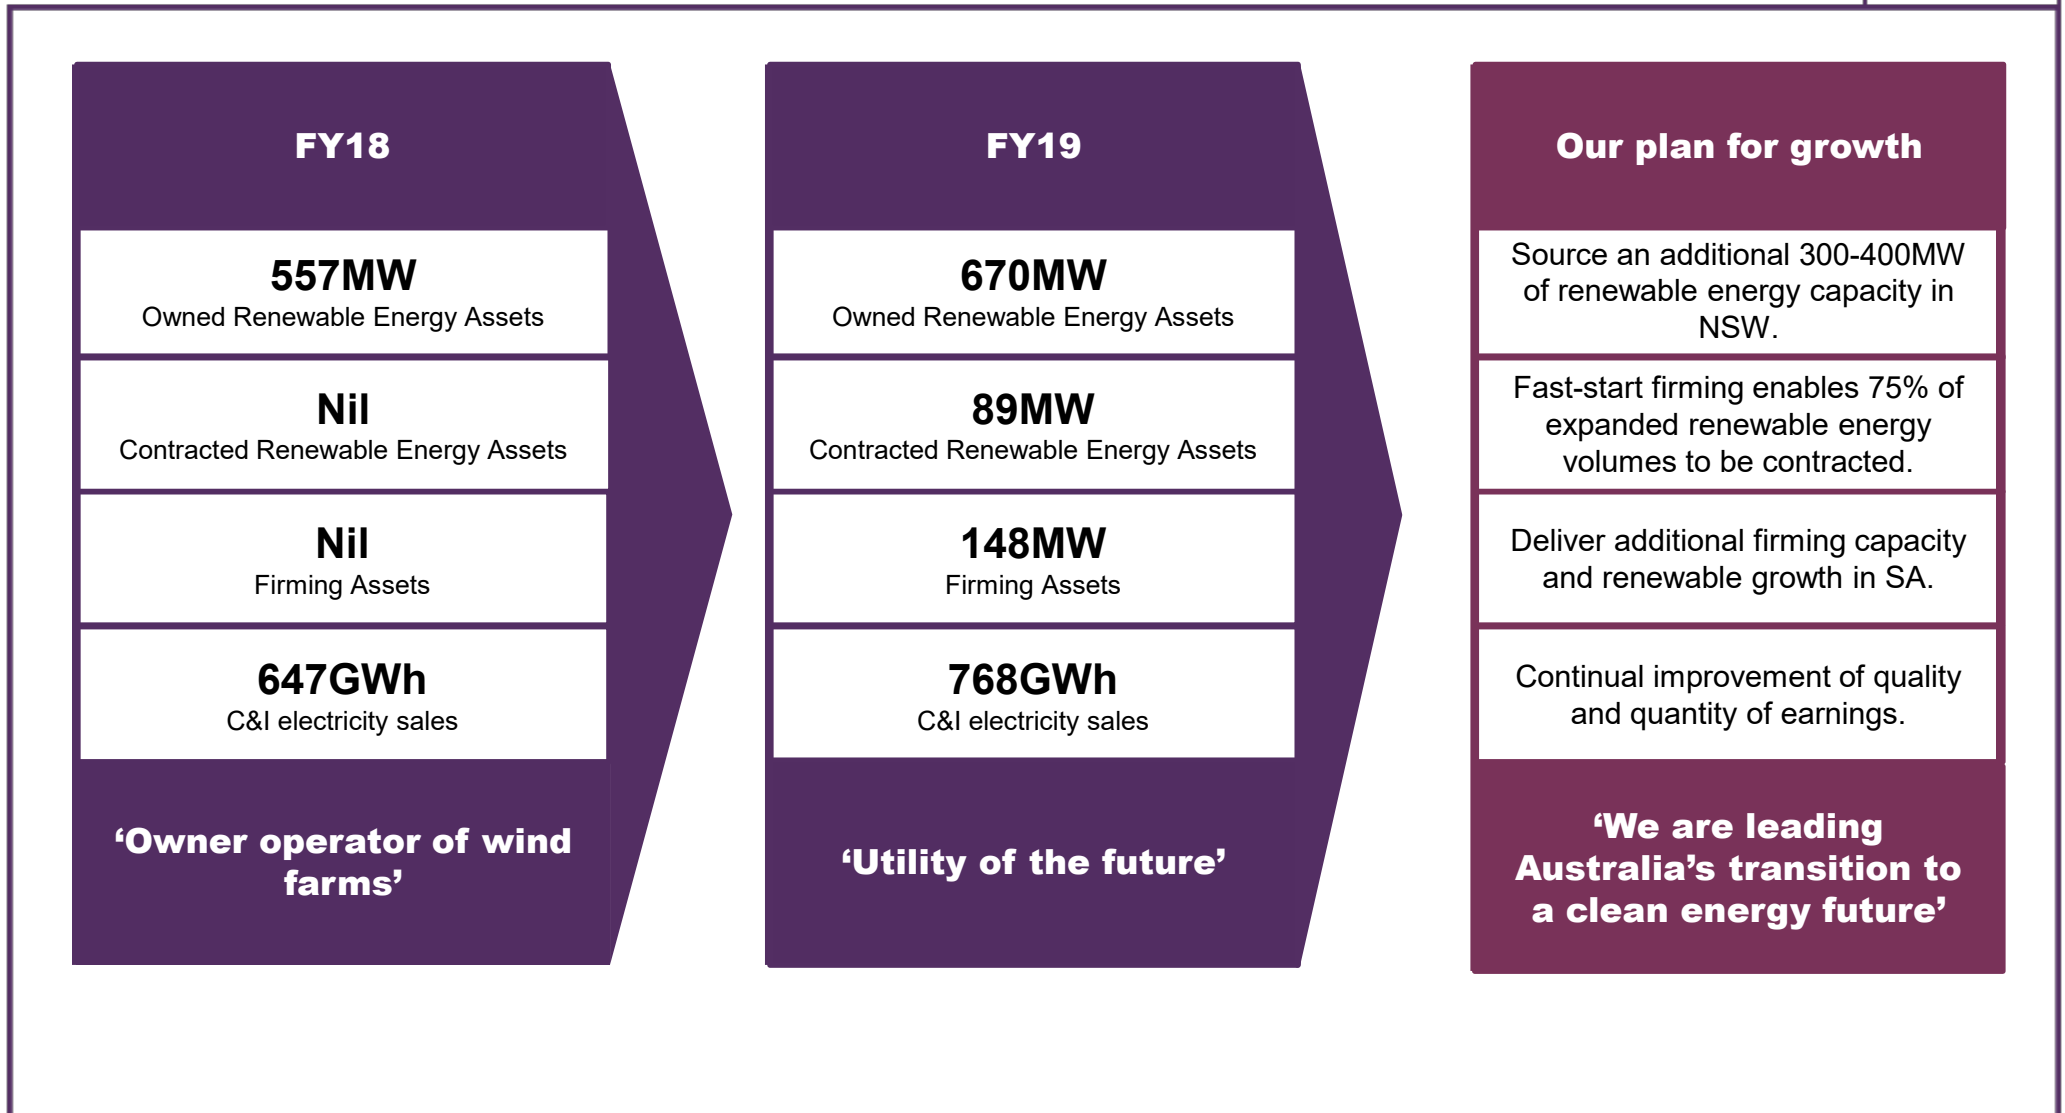 FY18
557MW
Owned Renewable Energy Assets
Nil
Contracted Renewable Energy Assets
Nil
Firming Assets
647GWh
C&I electricity sales
‘Owner operator of wind
farms’
FY19
670MW
Owned Renewable Energy Assets
89MW
Contracted Renewable Energy Assets
148MW
Firming Assets
768GWh
C&I electricity sales
‘Utility of the future’
Our plan for growth
Source an additional 300-400MW
of renewable energy capacity in
NSW.
Fast-start firming enables 75% of
expanded renewable energy
volumes to be contracted.
Deliver additional firming capacity
and renewable growth in SA.
Continual improvement of quality
and quantity of earnings.
‘We are leading
Australia’s transition to
a clean energy future’